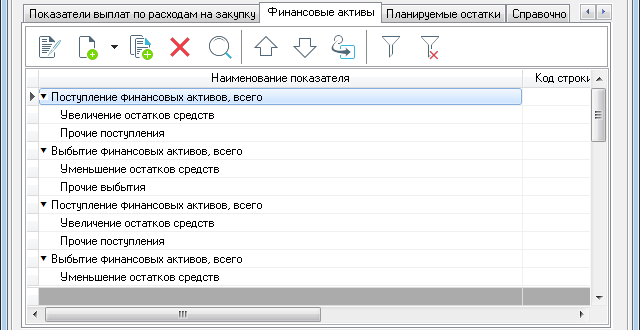 Показатели выплат по расходам на закупку Финансовые активы Планируемые остатки Справочно
Наименование показателя Код строки
Поступление финансовых активов, всего
Увеличение остатков средств
Прочие поступления
Выбытие финансовых активов, всего
Уменьшение остатков средств
Прочие выбытия
Поступление финансовых активов, всего
Увеличение остатков средств
Прочие поступления
Выбытие финансовых активов, всего
Уменьшение остатков средств